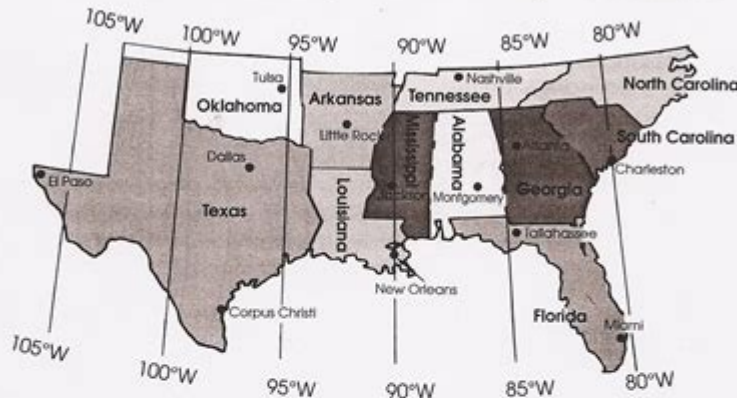 105°W
100°W
95°W
90°W
85°W
80°W
Tulsa
Oklahoma
Arkansas
Little Rock
Nashville
Tennessee
North Carolina
South Carolina
Mississippi
Alabama
Atlanta
Charleston
Dallas
El Paso
Texas
Louisiana
Jackson
Montgomery
Georgia
Tallahassee
New Orleans
Corpus Christi
Florida
Miami
105°W
100°W
95°W
90°W
85°W
80°W